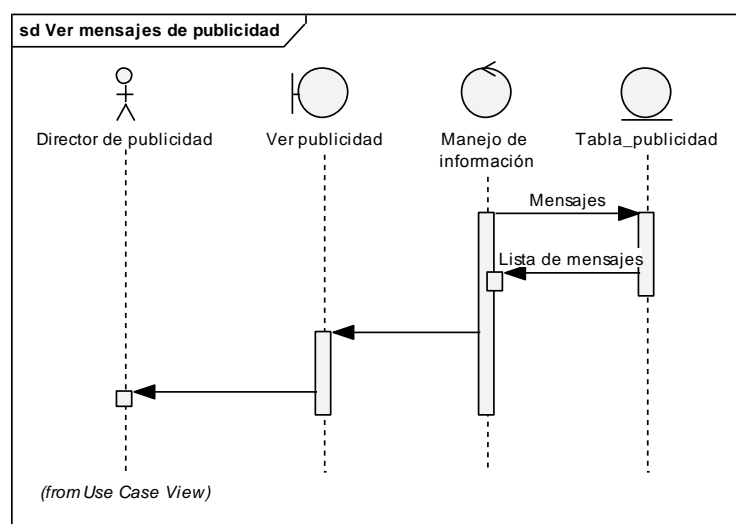 sd Ver mensajes de publicidad
Director de publicidad
Ver publicidad
Manejo de
información
Tabla_publicidad
Mensajes
Lista de mensajes
(from Use Case View)